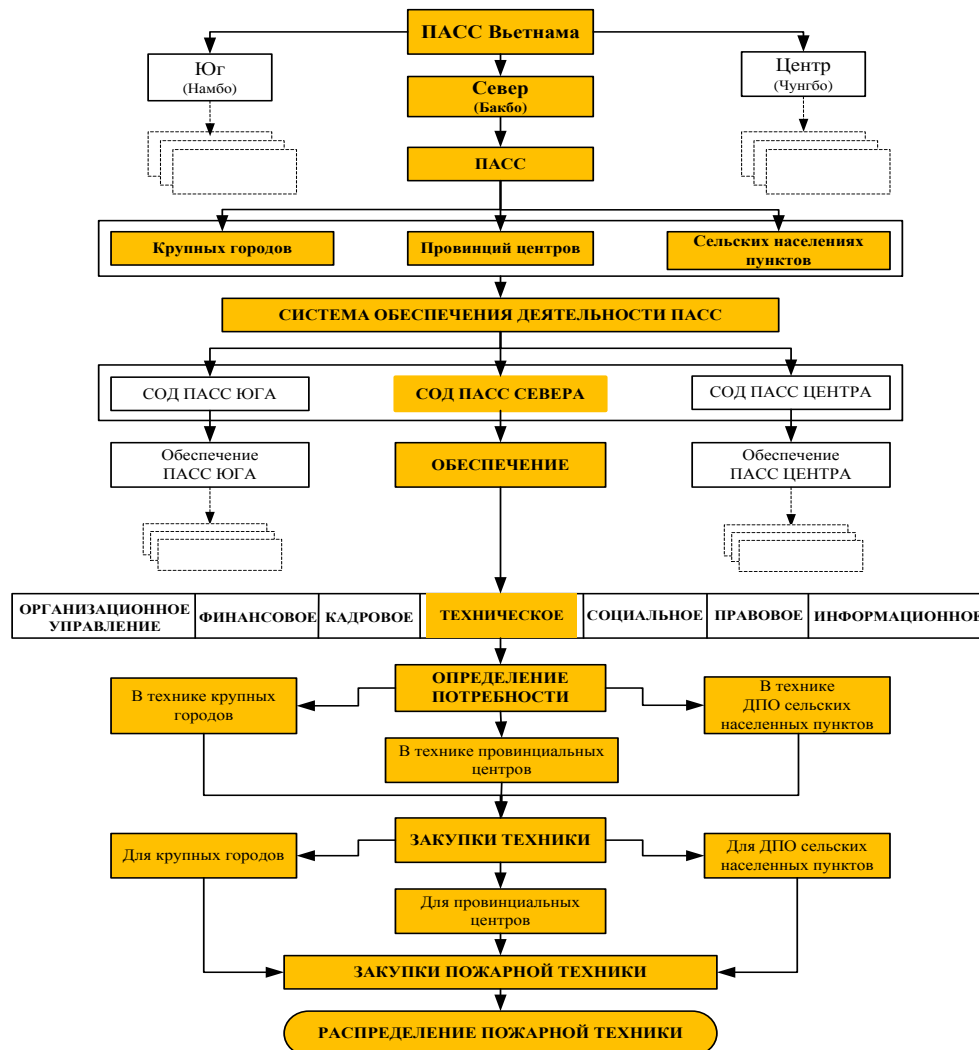 ПАСС Вьетнама
Юг
(Намбо)
Север
(Бакбо)
Центр
(Чунгбо)
ПАСС
Крупных городов
Провинций центров
Сельских населениях
пунктов
СИСТЕМА ОБЕСПЕЧЕНИЯ ДЕЯТЕЛЬНОСТИ ПАСС
СОД ПАСС ЮГА
СОД ПАСС СЕВЕРА
СОД ПАСС ЦЕНТРА
Обеспечение
ПАСС ЮГА
ОБЕСПЕЧЕНИЕ
Обеспечение
ПАСС ЦЕНТРА
ОРГАНИЗАЦИОННОЕ
УПРАВЛЕНИЕ
ФИНАНСОВОЕ
КАДРОВОЕ
ТЕХНИЧЕСКОЕ
СОЦИАЛЬНОЕ
ПРАВОВОЕ
ИНФОРМАЦИОННОЕ
В технике крупных
городов
ОПРЕДЕЛЕНИЕ
ПОТРЕБНОСТИ
В технике
ДПО сельских
населенных пунктов
В технике провинциальных
центров
Для крупных городов
ЗАКУПКИ ТЕХНИКИ
Для ДПО сельских
населенных пунктов
Для провинциальных
центров
ЗАКУПКИ ПОЖАРНОЙ ТЕХНИКИ
РАСПРЕДЕЛЕНИЕ ПОЖАРНОЙ ТЕХНИКИ